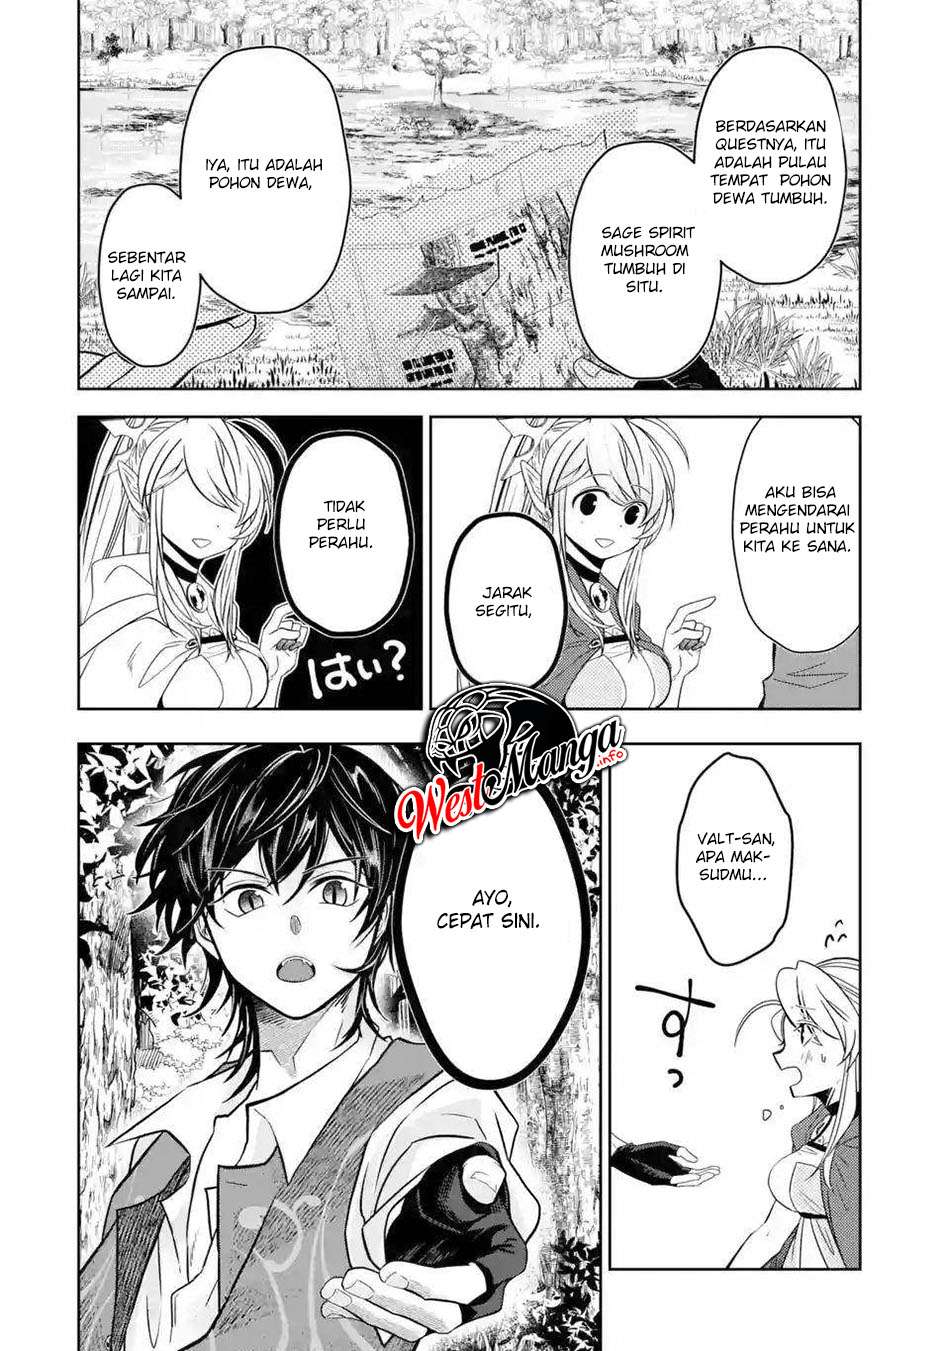 BERDASARKAN
QUESTNYA, ITU
ADALAH PULAU
TEMPAT POHON
DEWA TUMBUH.
SAGE SPIRIT
MUSHROOM
TUMBUH DI
SITU.
IYA, ITU ADALAH
POHON DEWA,
SEBENTAR
LAGI KITA
SAMPAI.
AKU BISA
MENGENDARAI
PERAHU UNTUK
KITA KE SANA.
JARAK
SEGITU,
TIDAK
PERLU
PERAHU.
はい?
WestManga
.info
VALT-SAN,
APA MAK-
SUDMU...
すっ
AYO,
CEPAT SINI.